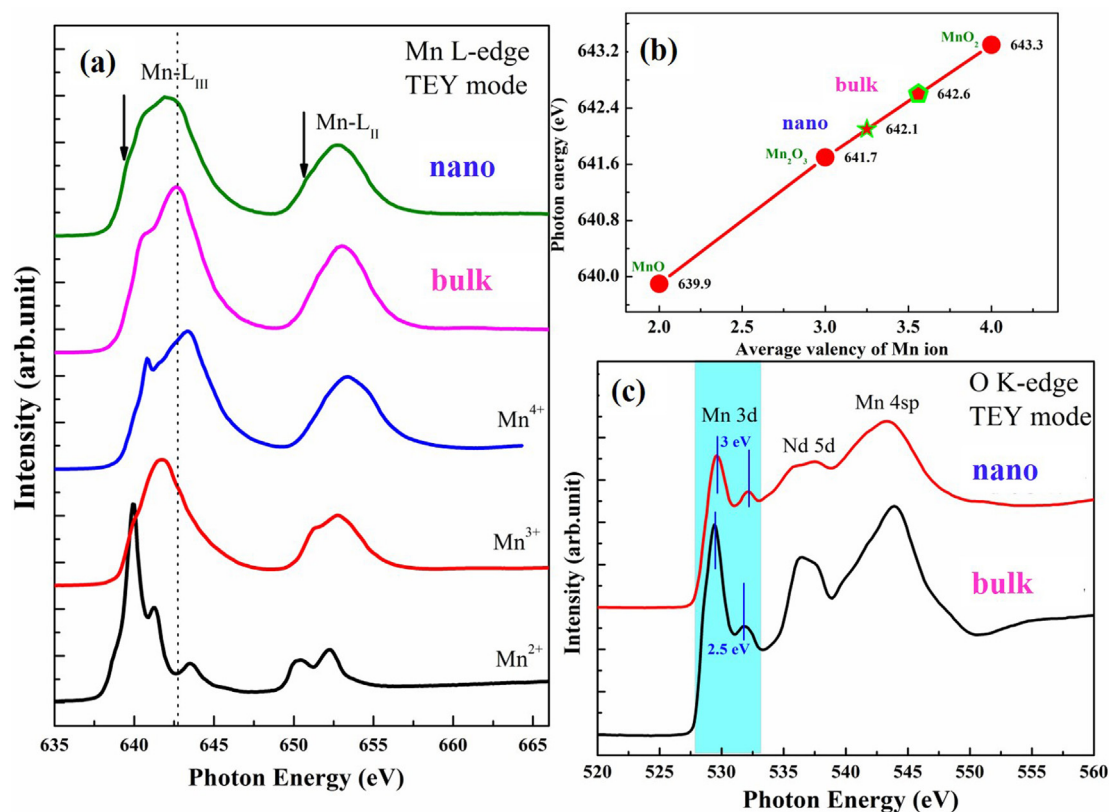 (a)
Mn L-edge
TEY mode
Mn-LIII
Mn-LII
nano
bulk
Mn4+
Mn3+
Mn2+
Intensity (arb.unit)
635 640 645 650 655 660 665
Photon Energy (eV)
(b)
MnO2
643.3
bulk
642.6
nano
642.1
Mn2O3
641.7
MnO
639.9
643.2
642.4
641.6
640.8
640.0
Photon energy (eV)
2.0 2.5 3.0 3.5 4.0
Average valency of Mn ion
(c)
O K-edge
TEY mode
Mn 3d
3 eV
Nd 5d
Mn 4sp
nano
bulk
2.5 eV
Intensity (arb.unit)
520 525 530 535 540 545 550 555 560
Photon Energy (eV)